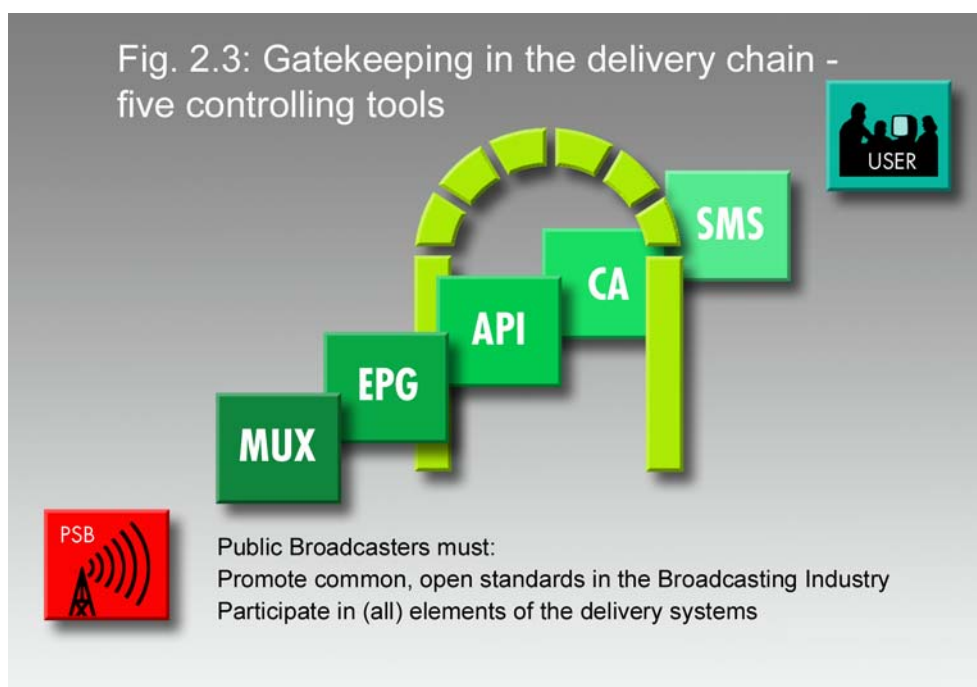 Fig. 2.3: Gatekeeping in the delivery chain -
five controlling tools
USER
SMS
CA
API
EPG
MUX
PSB
Public Broadcasters must:
Promote common, open standards in the Broadcasting Industry
Participate in (all) elements of the delivery systems